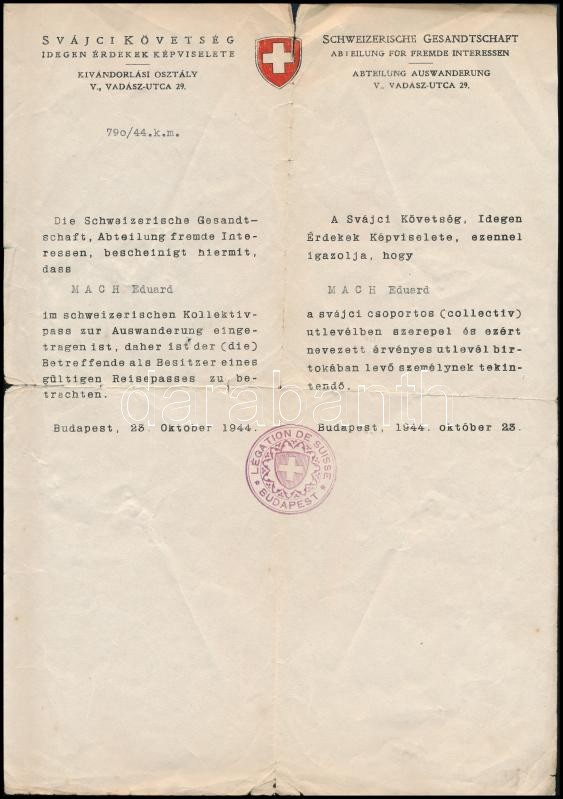 SVÁJCI KÖVETSÉG
IDEGEN ÉRDEKEK KÉPVISELETE
KIVÁNDORLÁSI OSZTÁLY
V., VADÁSZ-UTCA 29.
SCHWEIZERISCHE GESANDTSCHAFT
ABTEILUNG FÜR FREMDE INTERESSEN
ABTEILUNG AUSWANDERUNG
V., VADÁSZ-UTCA 29.
790/44.k.m.
Die Schweizerische Gesandt-
schaft, Abteilung fremde Inte-
ressen, bescheinigt hiermit,
dass
MACH Eduard
im schweizerischen Kollektiv-
pass zur Auswanderung einge-
tragen ist, daher ist der (die)
Betreffende als Besitzer eines
gültigen Reisepasses zu be-
trachten.
Budapest, 23. Oktober 1944.
A Svájci Követség, Idegen
Érdekek Képviselete, ezennel
igazolja, hogy
MACH Eduard
a svájci csoportos (collectiv)
utlevélben szerepel és ezért
nevezett érvényes utlevél bir-
tokában levő személynek tekin-
tendő.
Budapest, 1944. október 23.
LÉGATION DE SUISSE
* BUDAPEST *
darabanth